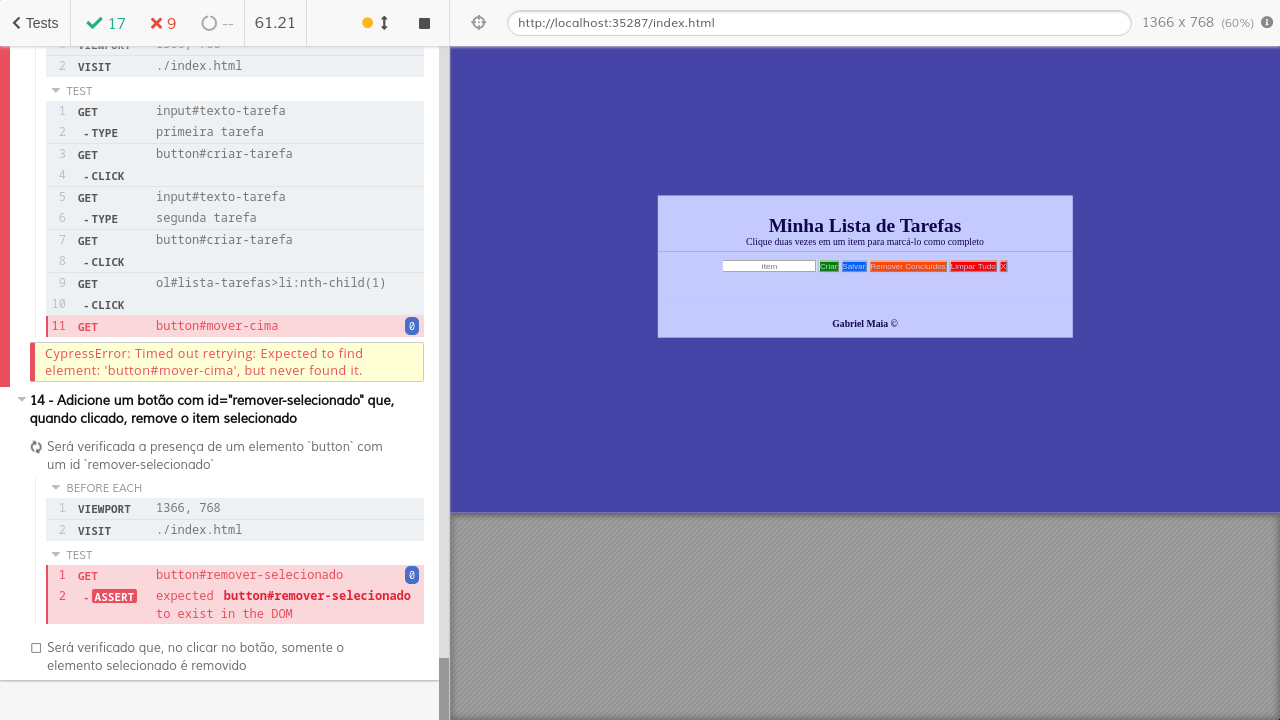 Tests 17 9 -- 61.21
http://localhost:35287/index.html 1366 x 768 (60%)
1 VIEWPORT 1366, 768
2 VISIT ./index.html
TEST
1 GET input#texto-tarefa
2 -TYPE primeira tarefa
3 GET button#criar-tarefa
4 -CLICK
5 GET input#texto-tarefa
6 -TYPE segunda tarefa
7 GET button#criar-tarefa
8 -CLICK
9 GET ol#lista-tarefas>li:nth-child(1)
10 -CLICK
11 GET button#mover-cima 0
CypressError: Timed out retrying: Expected to find
element: 'button#mover-cima', but never found it.
14 - Adicione um botão com id="remover-selecionado" que,
quando clicado, remove o item selecionado
Será verificada a presença de um elemento `button` com
um id `remover-selecionado`
BEFORE EACH
1 VIEWPORT 1366, 768
2 VISIT ./index.html
TEST
1 GET button#remover-selecionado 0
2 -ASSERT expected button#remover-selecionado
to exist in the DOM
Será verificado que, no clicar no botão, somente o
elemento selecionado é removido
Minha Lista de Tarefas
Clique duas vezes em um item para marcá-lo como completo
item Criar Salvar Remover Concluídos Limpar Tudo X
Gabriel Maia ©